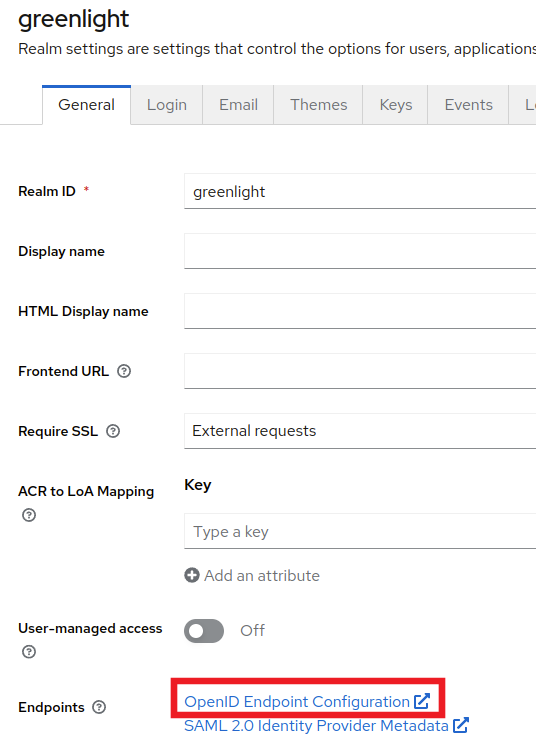 greenlight
Realm settings are settings that control the options for users, applications
General Login Email Themes Keys Events
Realm ID * greenlight
Display name
HTML Display name
Frontend URL
Require SSL External requests
ACR to LoA Mapping Key
Type a key
Add an attribute
User-managed access Off
Endpoints OpenID Endpoint Configuration
SAML 2.0 Identity Provider Metadata